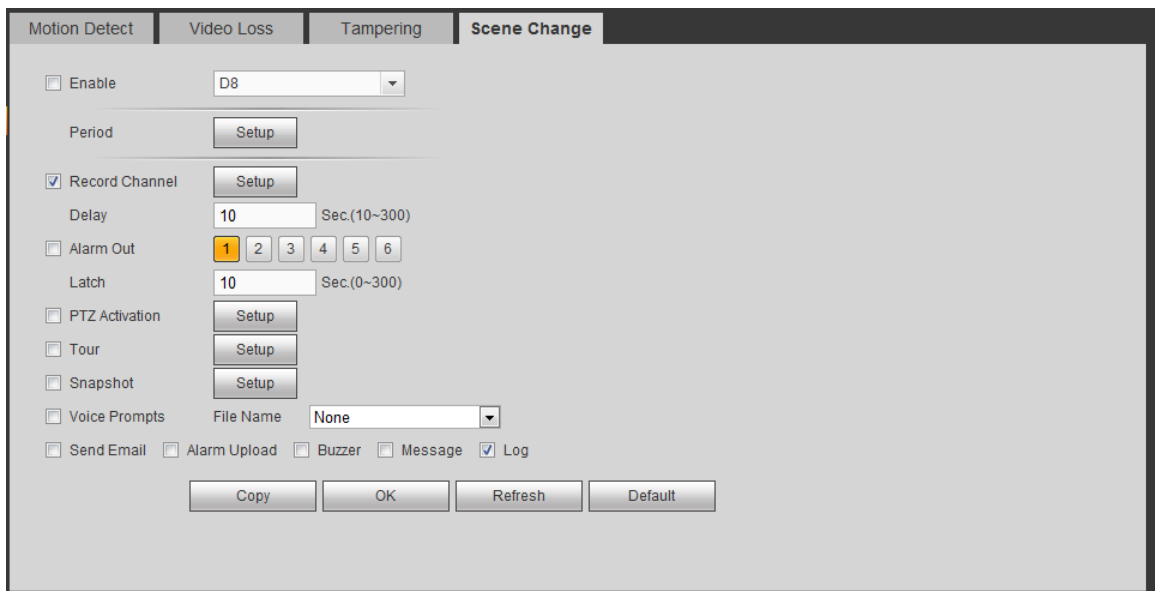 Motion Detect Video Loss Tampering Scene Change
Enable D8
Period Setup
Record Channel Setup
Delay 10 Sec.(10~300)
Alarm Out 1 2 3 4 5 6
Latch 10 Sec.(0~300)
PTZ Activation Setup
Tour Setup
Snapshot Setup
Voice Prompts File Name None
Send Email Alarm Upload Buzzer Message Log
Copy OK Refresh Default